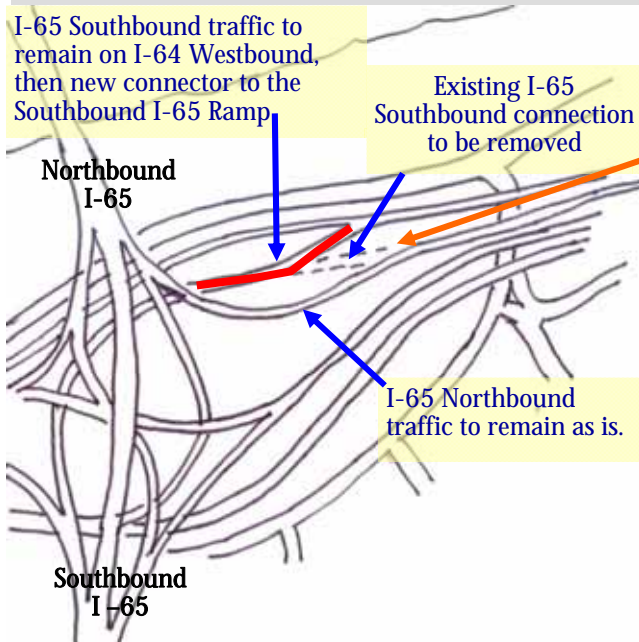 I-65 Southbound traffic to
remain on I-64 Westbound,
then new connector to the
Southbound I-65 Ramp
Existing I-65
Southbound connection
to be removed
Northbound
I-65
I-65 Northbound
traffic to remain as is.
Southbound
I –65